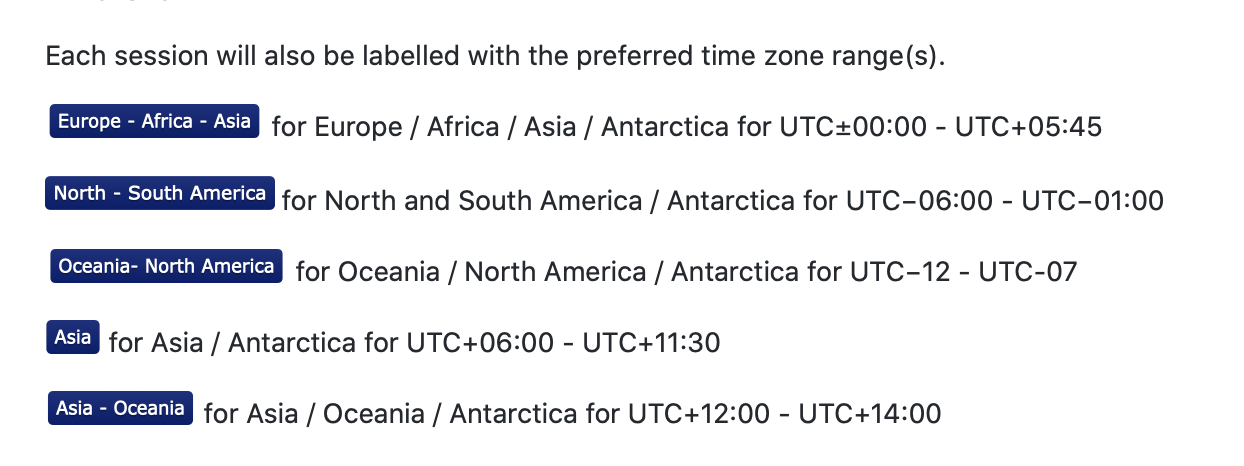 Each session will also be labelled with the preferred time zone range(s).
Europe - Africa - Asia for Europe / Africa / Asia / Antarctica for UTC±00:00 - UTC+05:45
North - South America for North and South America / Antarctica for UTC−06:00 - UTC−01:00
Oceania- North America for Oceania / North America / Antarctica for UTC−12 - UTC-07
Asia for Asia / Antarctica for UTC+06:00 - UTC+11:30
Asia - Oceania for Asia / Oceania / Antarctica for UTC+12:00 - UTC+14:00